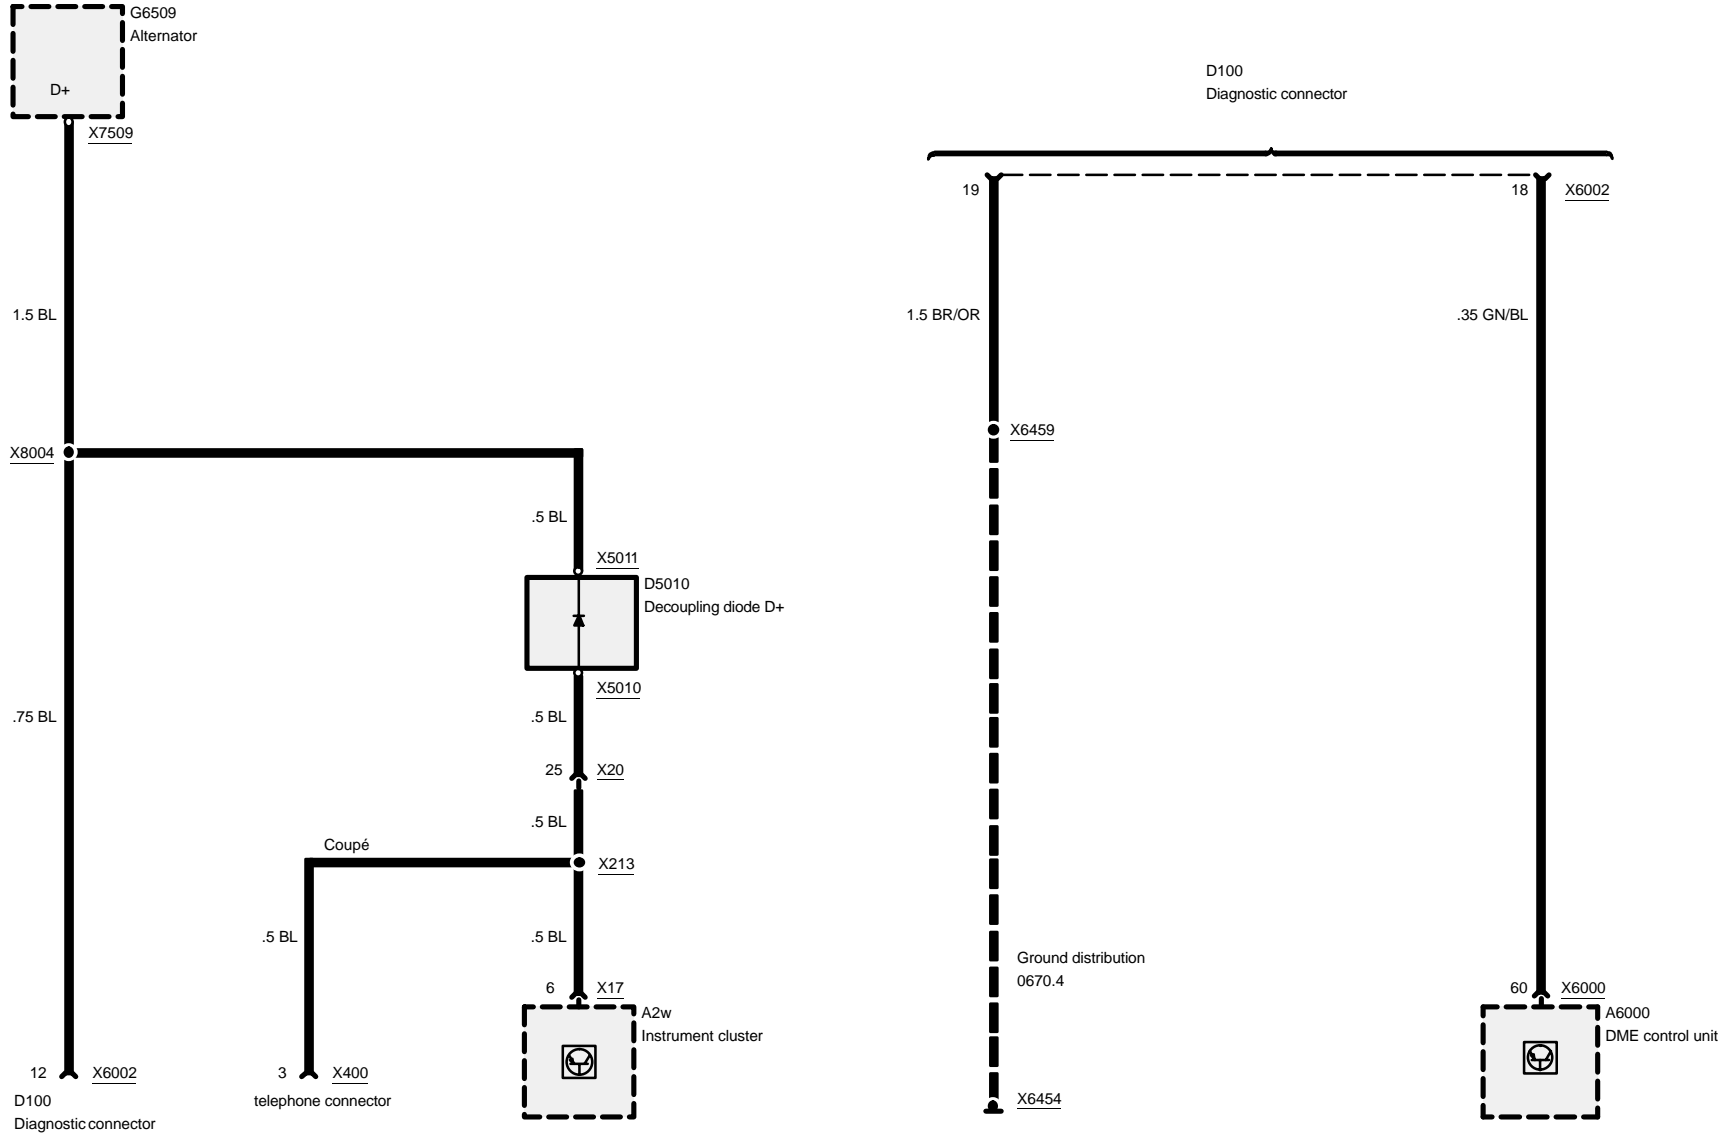 G6509
Alternator
D+
X7509
D100
Diagnostic connector
19
18
X6002
1.5 BL
1.5 BR/OR
.35 GN/BL
X8004
X6459
.5 BL
X5011
D5010
Decoupling diode D+
X5010
.75 BL
.5 BL
25
X20
.5 BL
Coupé
X213
.5 BL
.5 BL
Ground distribution
0670.4
6
X17
60
X6000
A2w
Instrument cluster
A6000
DME control unit
12
X6002
D100
Diagnostic connector
3
X400
telephone connector
X6454